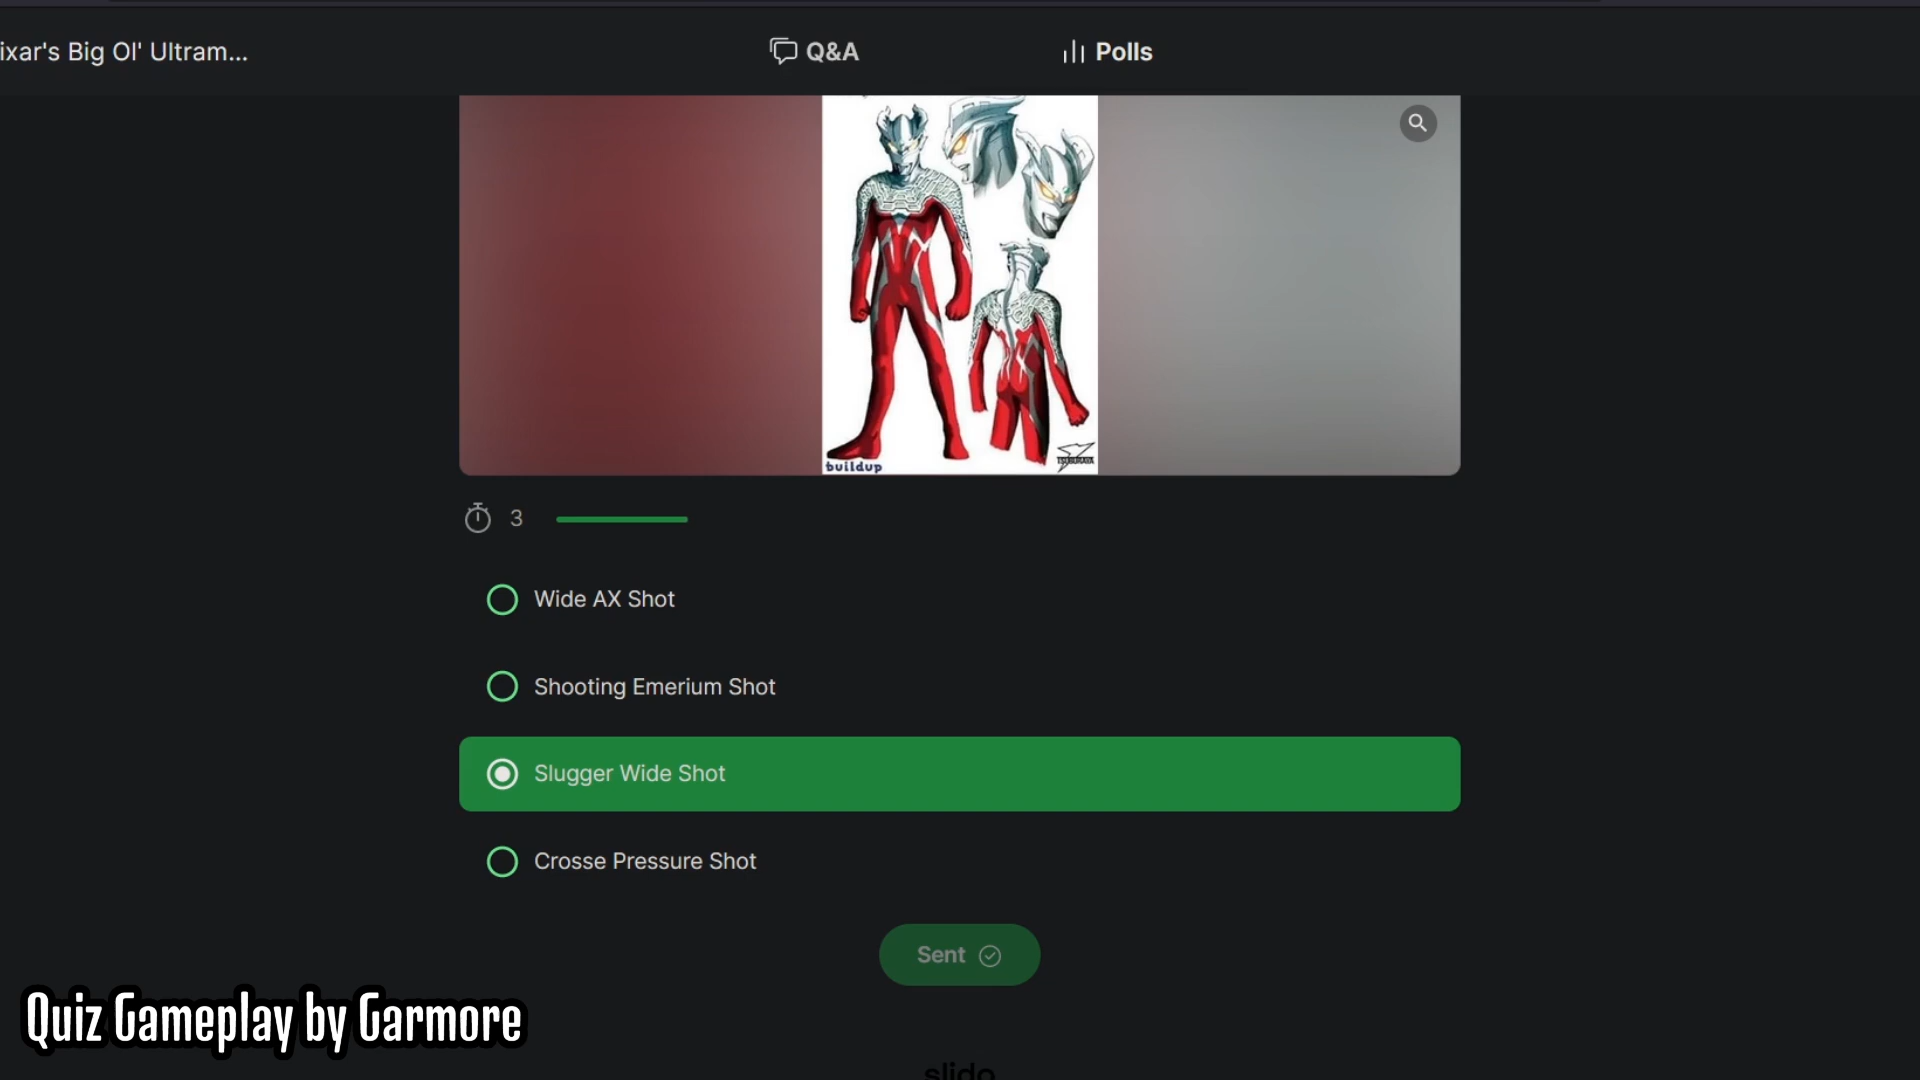 ixar's Big Ol' Ultram...
Q&A
Polls
buildup
3
Wide AX Shot
Shooting Emerium Shot
Slugger Wide Shot
Crosse Pressure Shot
Sent
Quiz Gameplay by Garmore
slido